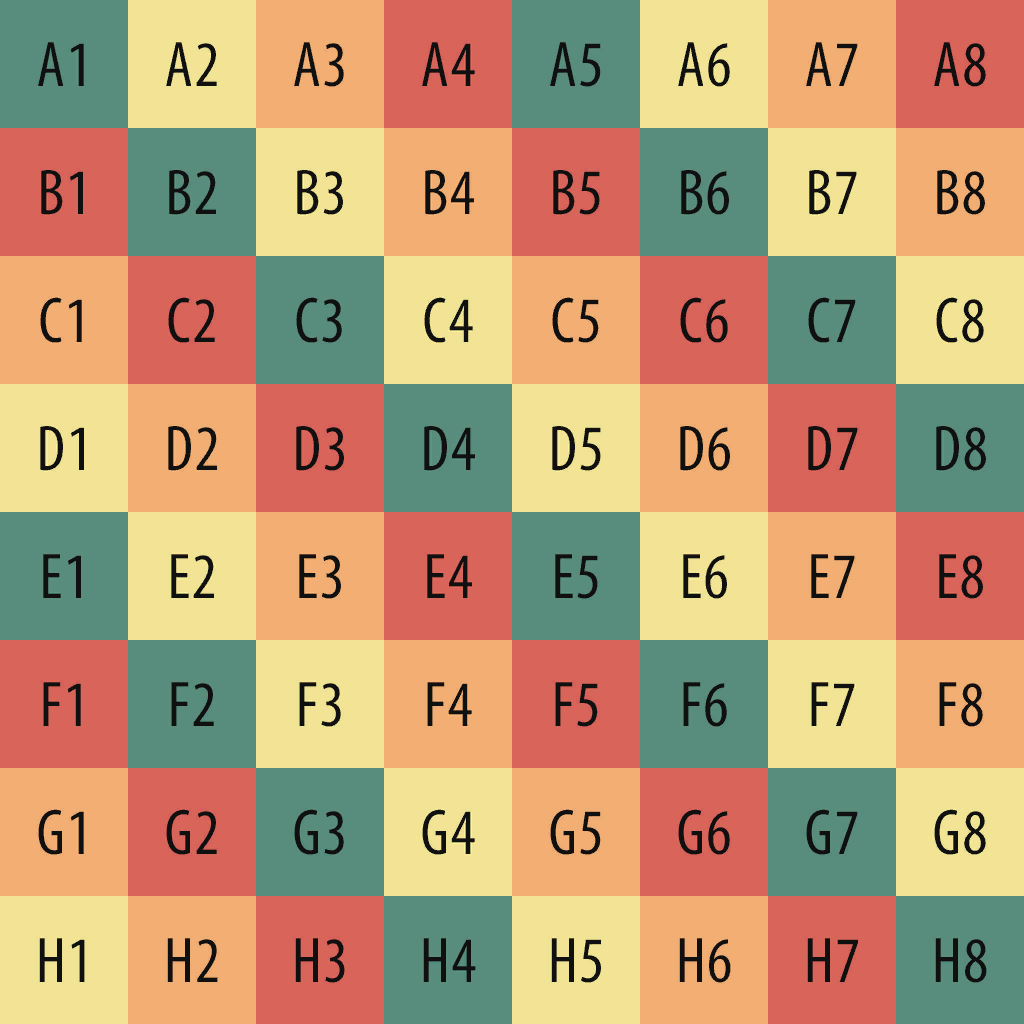 A1 A2 A3 A4 A5 A6 A7 A8
B1 B2 B3 B4 B5 B6 B7 B8
C1 C2 C3 C4 C5 C6 C7 C8
D1 D2 D3 D4 D5 D6 D7 D8
E1 E2 E3 E4 E5 E6 E7 E8
F1 F2 F3 F4 F5 F6 F7 F8
G1 G2 G3 G4 G5 G6 G7 G8
H1 H2 H3 H4 H5 H6 H7 H8